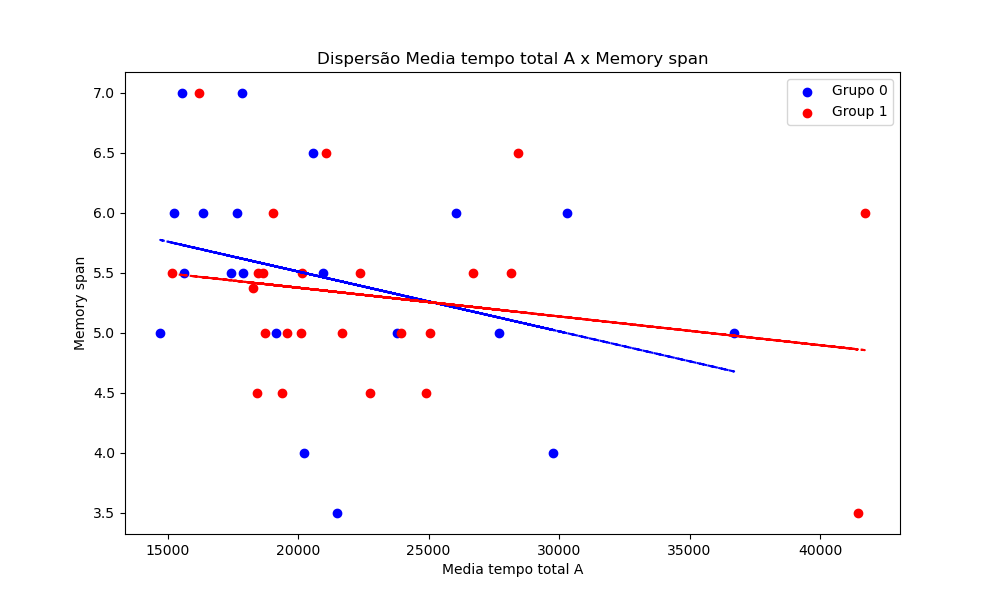 Dispersão Media tempo total A x Memory span
Grupo 0
Group 1
Memory span
7.0
6.5
6.0
5.5
5.0
4.5
4.0
3.5
15000 20000 25000 30000 35000 40000
Media tempo total A